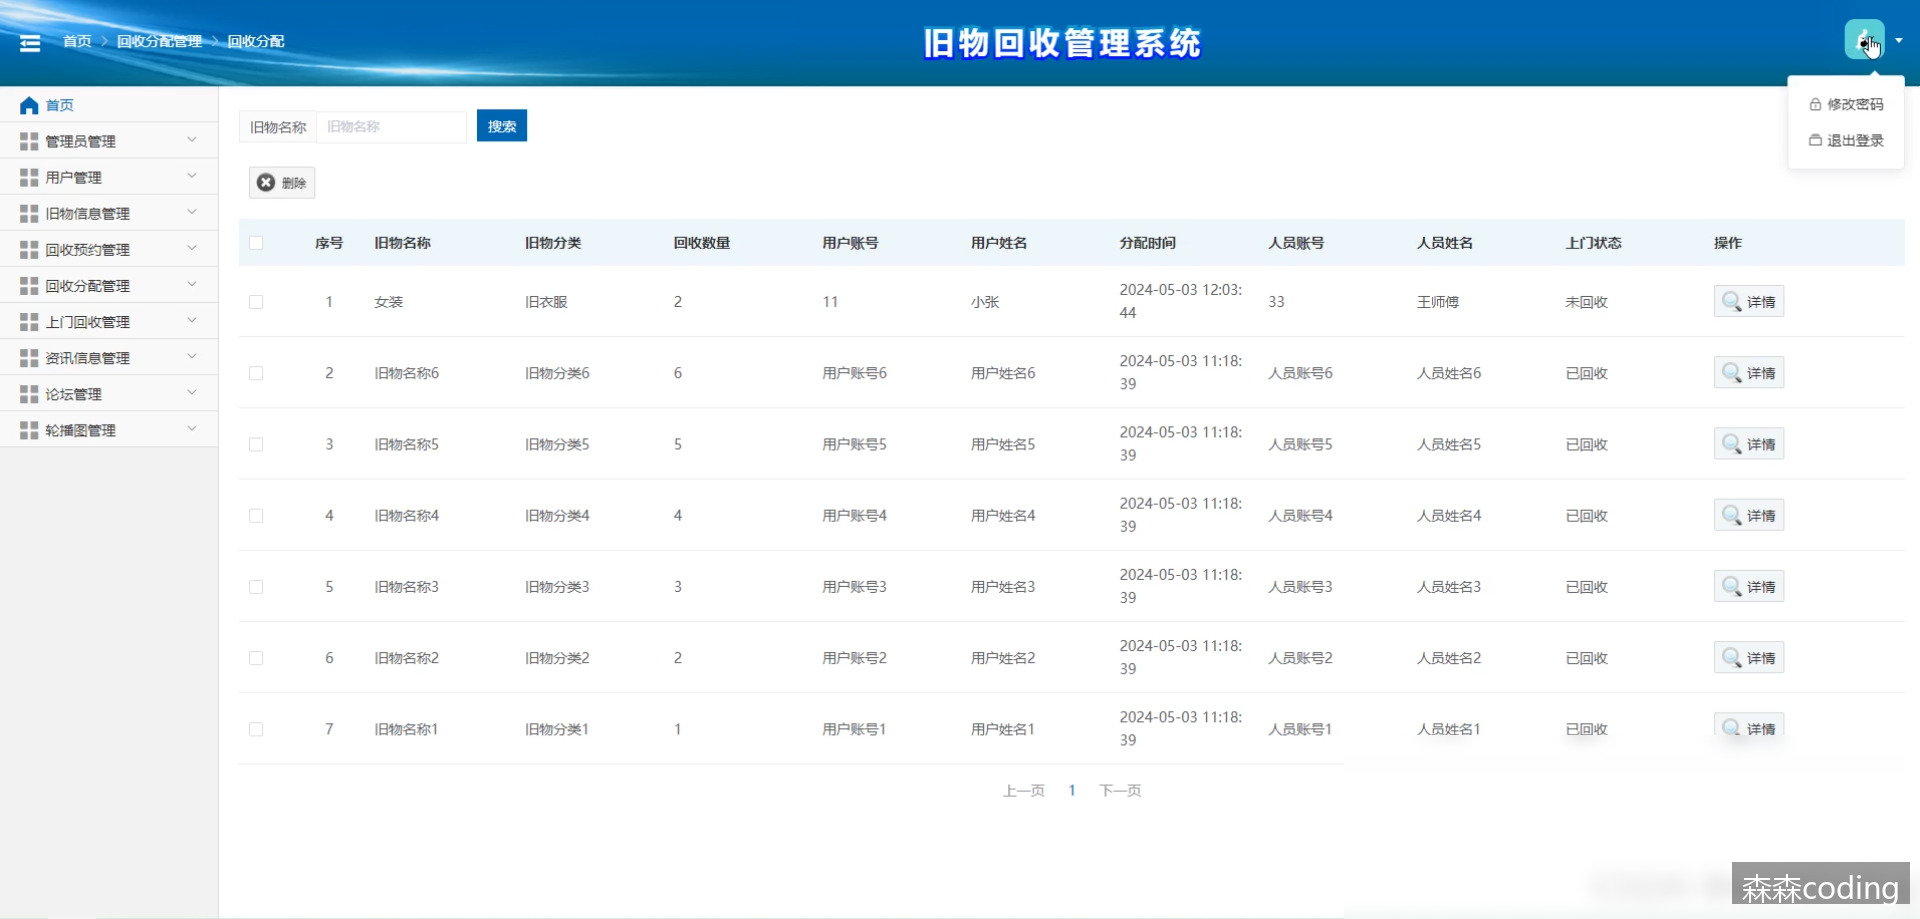 首页 > 回收分配管理 > 回收分配
旧物回收管理系统
修改密码
退出登录
首页
管理员管理
用户管理
旧物信息管理
回收预约管理
回收分配管理
上门回收管理
资讯信息管理
论坛管理
轮播图管理
旧物名称 旧物名称 搜索
删除
序号 旧物名称 旧物分类 回收数量 用户账号 用户姓名 分配时间 人员账号 人员姓名 上门状态 操作
1 女装 旧衣服 2 11 小张 2024-05-03 12:03: 33 王师傅 未回收 详情
44
2 旧物名称6 旧物分类6 6 用户账号6 用户姓名6 2024-05-03 11:18: 人员账号6 人员姓名6 已回收 详情
39
3 旧物名称5 旧物分类5 5 用户账号5 用户姓名5 2024-05-03 11:18: 人员账号5 人员姓名5 已回收 详情
39
4 旧物名称4 旧物分类4 4 用户账号4 用户姓名4 2024-05-03 11:18: 人员账号4 人员姓名4 已回收 详情
39
5 旧物名称3 旧物分类3 3 用户账号3 用户姓名3 2024-05-03 11:18: 人员账号3 人员姓名3 已回收 详情
39
6 旧物名称2 旧物分类2 2 用户账号2 用户姓名2 2024-05-03 11:18: 人员账号2 人员姓名2 已回收 详情
39
7 旧物名称1 旧物分类1 1 用户账号1 用户姓名1 2024-05-03 11:18: 人员账号1 人员姓名1 已回收 详情
39
上一页 1 下一页
森森coding